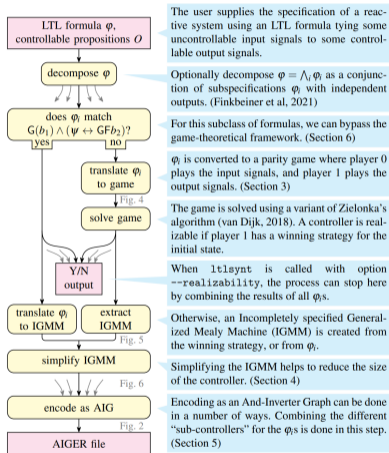 LTL formula φ,
controllable propositions O
The user supplies the specification of a reac-
tive system using an LTL formula tying some
uncontrollable input signals to some control-
lable output signals.
decompose φ
Optionally decompose φ = ⋀ᵢ φᵢ as a conjunction
of subspecifications φᵢ with independent
outputs. (Finkbeiner et al, 2021)
does φᵢ match
G(b₁) ∧ (ψ ↔ GFb₂)?
yes
no
For this subclass of formulas, we can bypass the
game-theoretical framework. (Section 6)
translate φᵢ
to game
φᵢ is converted to a parity game where player 0
plays the input signals, and player 1 plays the
output signals. (Section 3)
Fig. 4
solve game
The game is solved using a variant of Zielonka's
algorithm (van Dijk, 2018). A controller is real-
izable if player 1 has a winning strategy for the
initial state.
Y/N
output
When ltlsynt is called with option
--realizability, the process can stop here
by combining the results of all φᵢs.
translate φᵢ
to IGMM
extract
IGMM
Otherwise, an Incompletely specified General-
ized Mealy Machine (IGMM) is created from
the winning strategy, or from φᵢ.
Fig. 5
simplify IGMM
Simplifying the IGMM helps to reduce the size
of the controller. (Section 4)
Fig. 6
encode as AIG
Encoding as an And-Inverter Graph can be done
in a number of ways. Combining the different
“sub-controllers” for the φᵢs is done in this step.
(Section 5)
Fig. 2
AIGER file